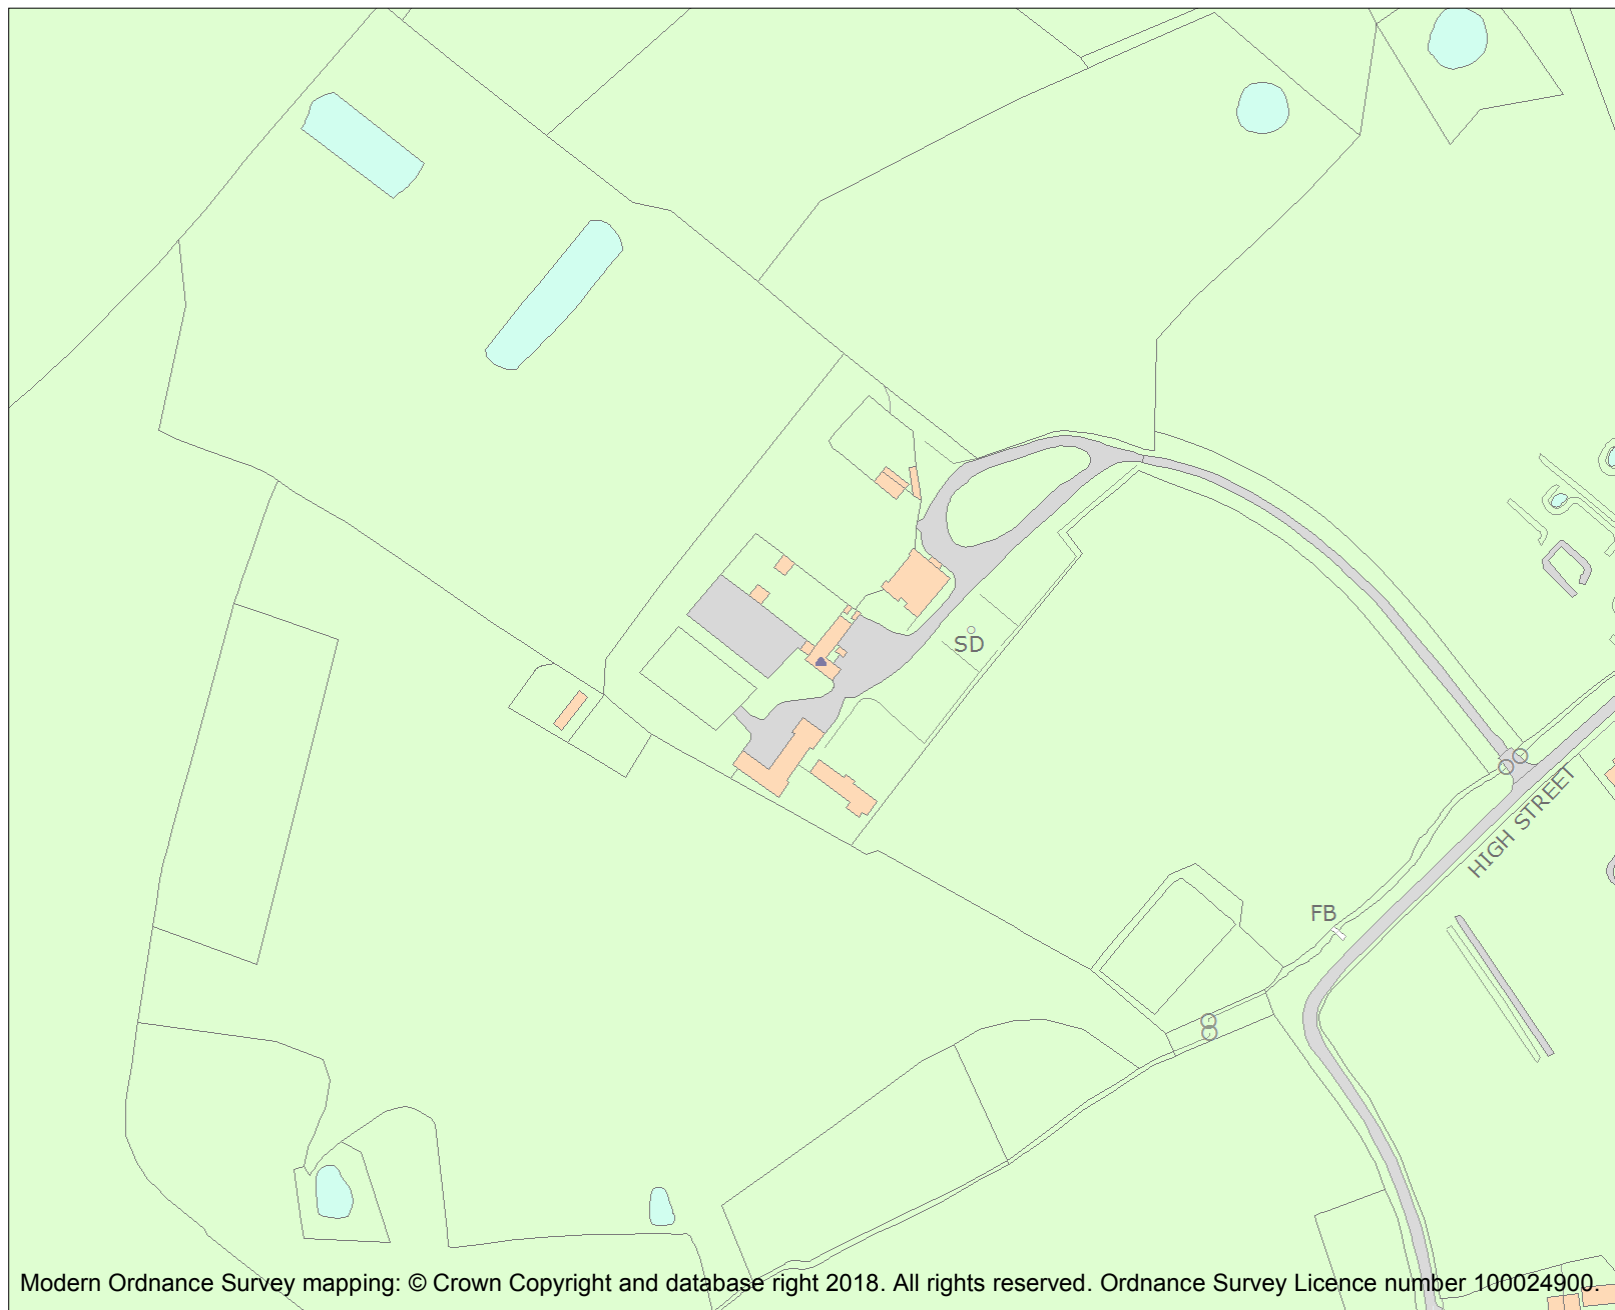 SD
HIGH STREET
FB
Modern Ordnance Survey mapping: © Crown Copyright and database right 2018. All rights reserved. Ordnance Survey Licence number 100024900.